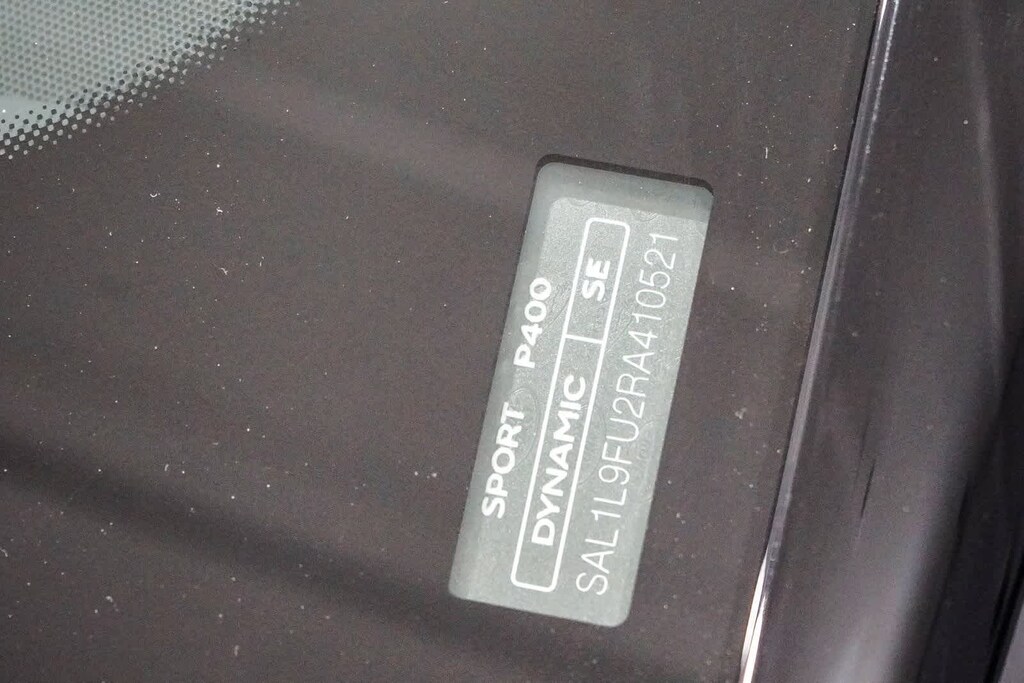 SPORT P400
DYNAMIC SE
SAL1L9FU2RA410521